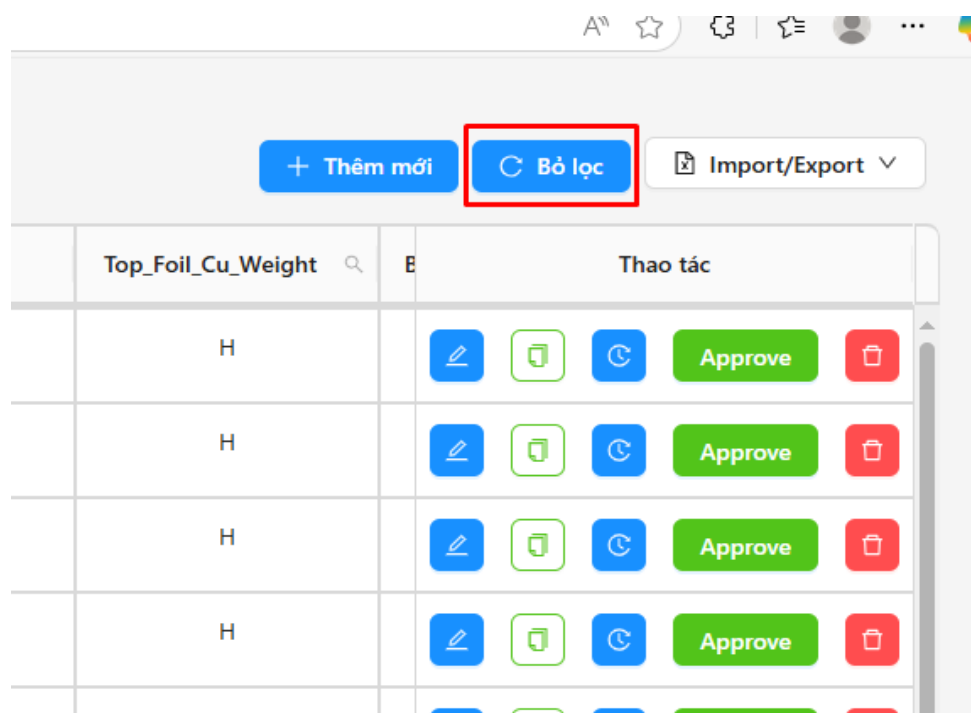 Thêm mới Bỏ lọc Import/Export
Top_Foil_Cu_Weight Thao tác
H Approve
H Approve
H Approve
H Approve